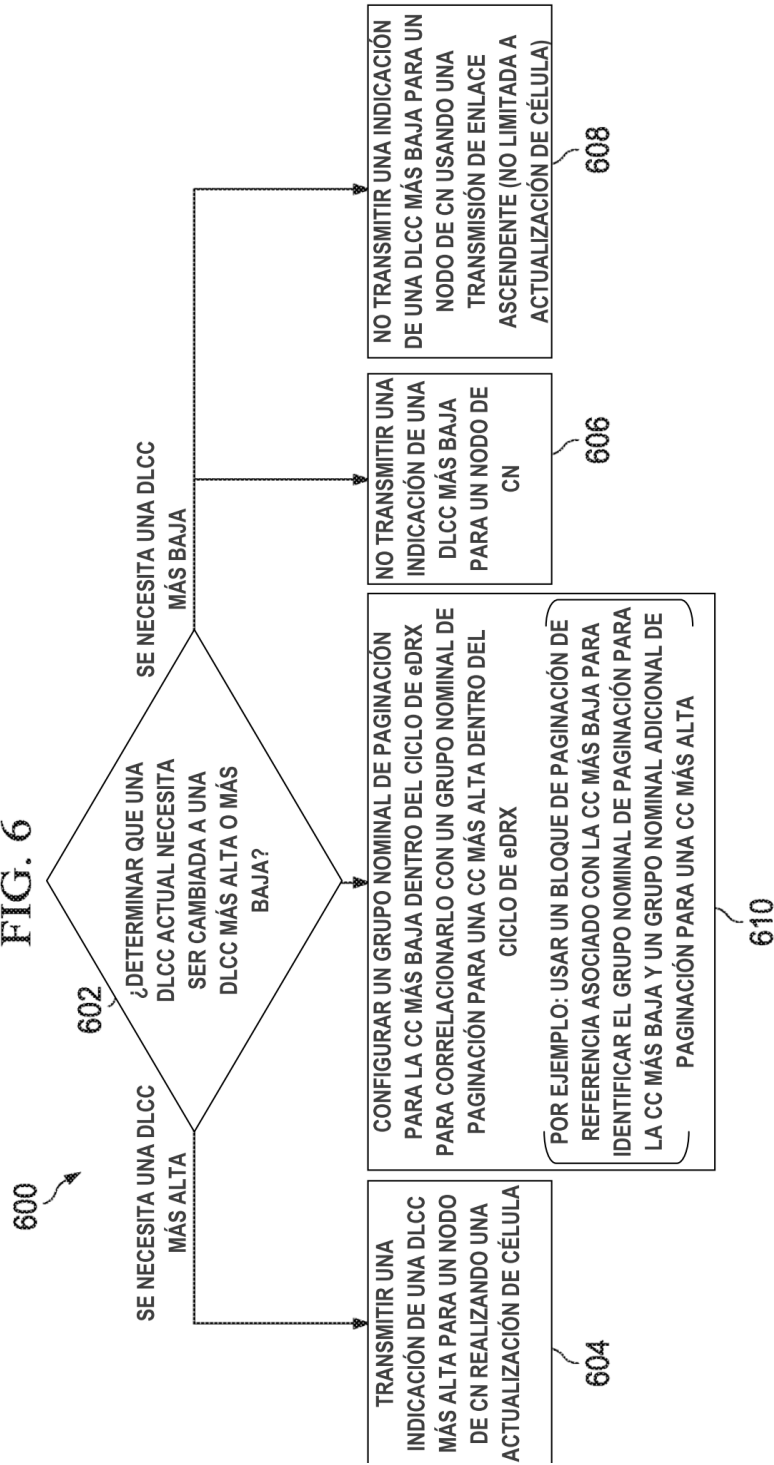 FIG. 6
600
602
¿DETERMINAR QUE UNA
DLCC ACTUAL NECESITA
SER CAMBIADA A UNA
DLCC MÁS ALTA O MÁS
BAJA?
SE NECESITA UNA DLCC
MÁS ALTA
SE NECESITA UNA DLCC
MÁS BAJA
TRANSMITIR UNA
INDICACIÓN DE UNA DLCC
MÁS ALTA PARA UN NODO
DE CN REALIZANDO UNA
ACTUALIZACIÓN DE CÉLULA
604
CONFIGURAR UN GRUPO NOMINAL DE PAGINACIÓN
PARA LA CC MÁS BAJA DENTRO DEL CICLO DE eDRX
PARA CORRELACIONARLO CON UN GRUPO NOMINAL DE
PAGINACIÓN PARA UNA CC MÁS ALTA DENTRO DEL
CICLO DE eDRX
POR EJEMPLO: USAR UN BLOQUE DE PAGINACIÓN DE
REFERENCIA ASOCIADO CON LA CC MÁS BAJA PARA
IDENTIFICAR EL GRUPO NOMINAL DE PAGINACIÓN PARA
LA CC MÁS BAJA Y UN GRUPO NOMINAL ADICIONAL DE
PAGINACIÓN PARA UNA CC MÁS ALTA
610
NO TRANSMITIR UNA
INDICACIÓN DE UNA
DLCC MÁS BAJA
PARA UN NODO DE
CN
606
NO TRANSMITIR UNA INDICACIÓN
DE UNA DLCC MÁS BAJA PARA UN
NODO DE CN USANDO UNA
TRANSMISIÓN DE ENLACE
ASCENDENTE (NO LIMITADA A
ACTUALIZACIÓN DE CÉLULA)
608